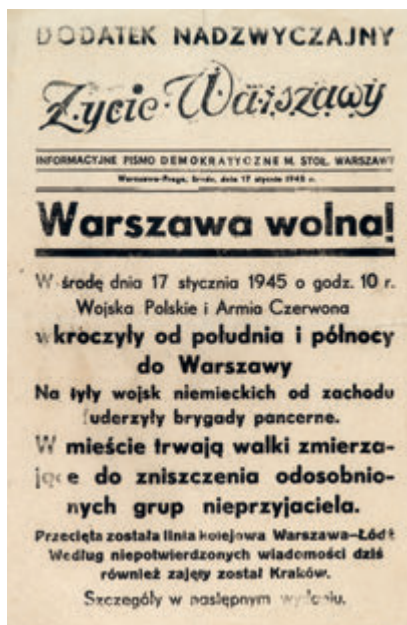 DODATEK NADZWYCZAJNY
Życie Warszawy
INFORMACYJNE PISMO DEMOKRATYCZNE M. STOŁ. WARSZAWY
Warszawa-Praga, środa, dnia 17 stycznia 1945 r.
Warszawa wolna!
W środę dnia 17 stycznia 1945 o godz. 10 r.
Wojska Polskie i Armia Czerwona
wkroczyły od południa i północy
do Warszawy
Na tyły wojsk niemieckich od zachodu
uderzyły brygady pancerne.
W mieście trwają walki zmierza-
jące do zniszczenia odosobnio-
nych grup nieprzyjaciela.
Przecięta została linia kolejowa Warszawa—Łódź
Według niepotwierdzonych wiadomości dziś
również zajęty został Kraków.
Szczegóły w następnym wydaniu.